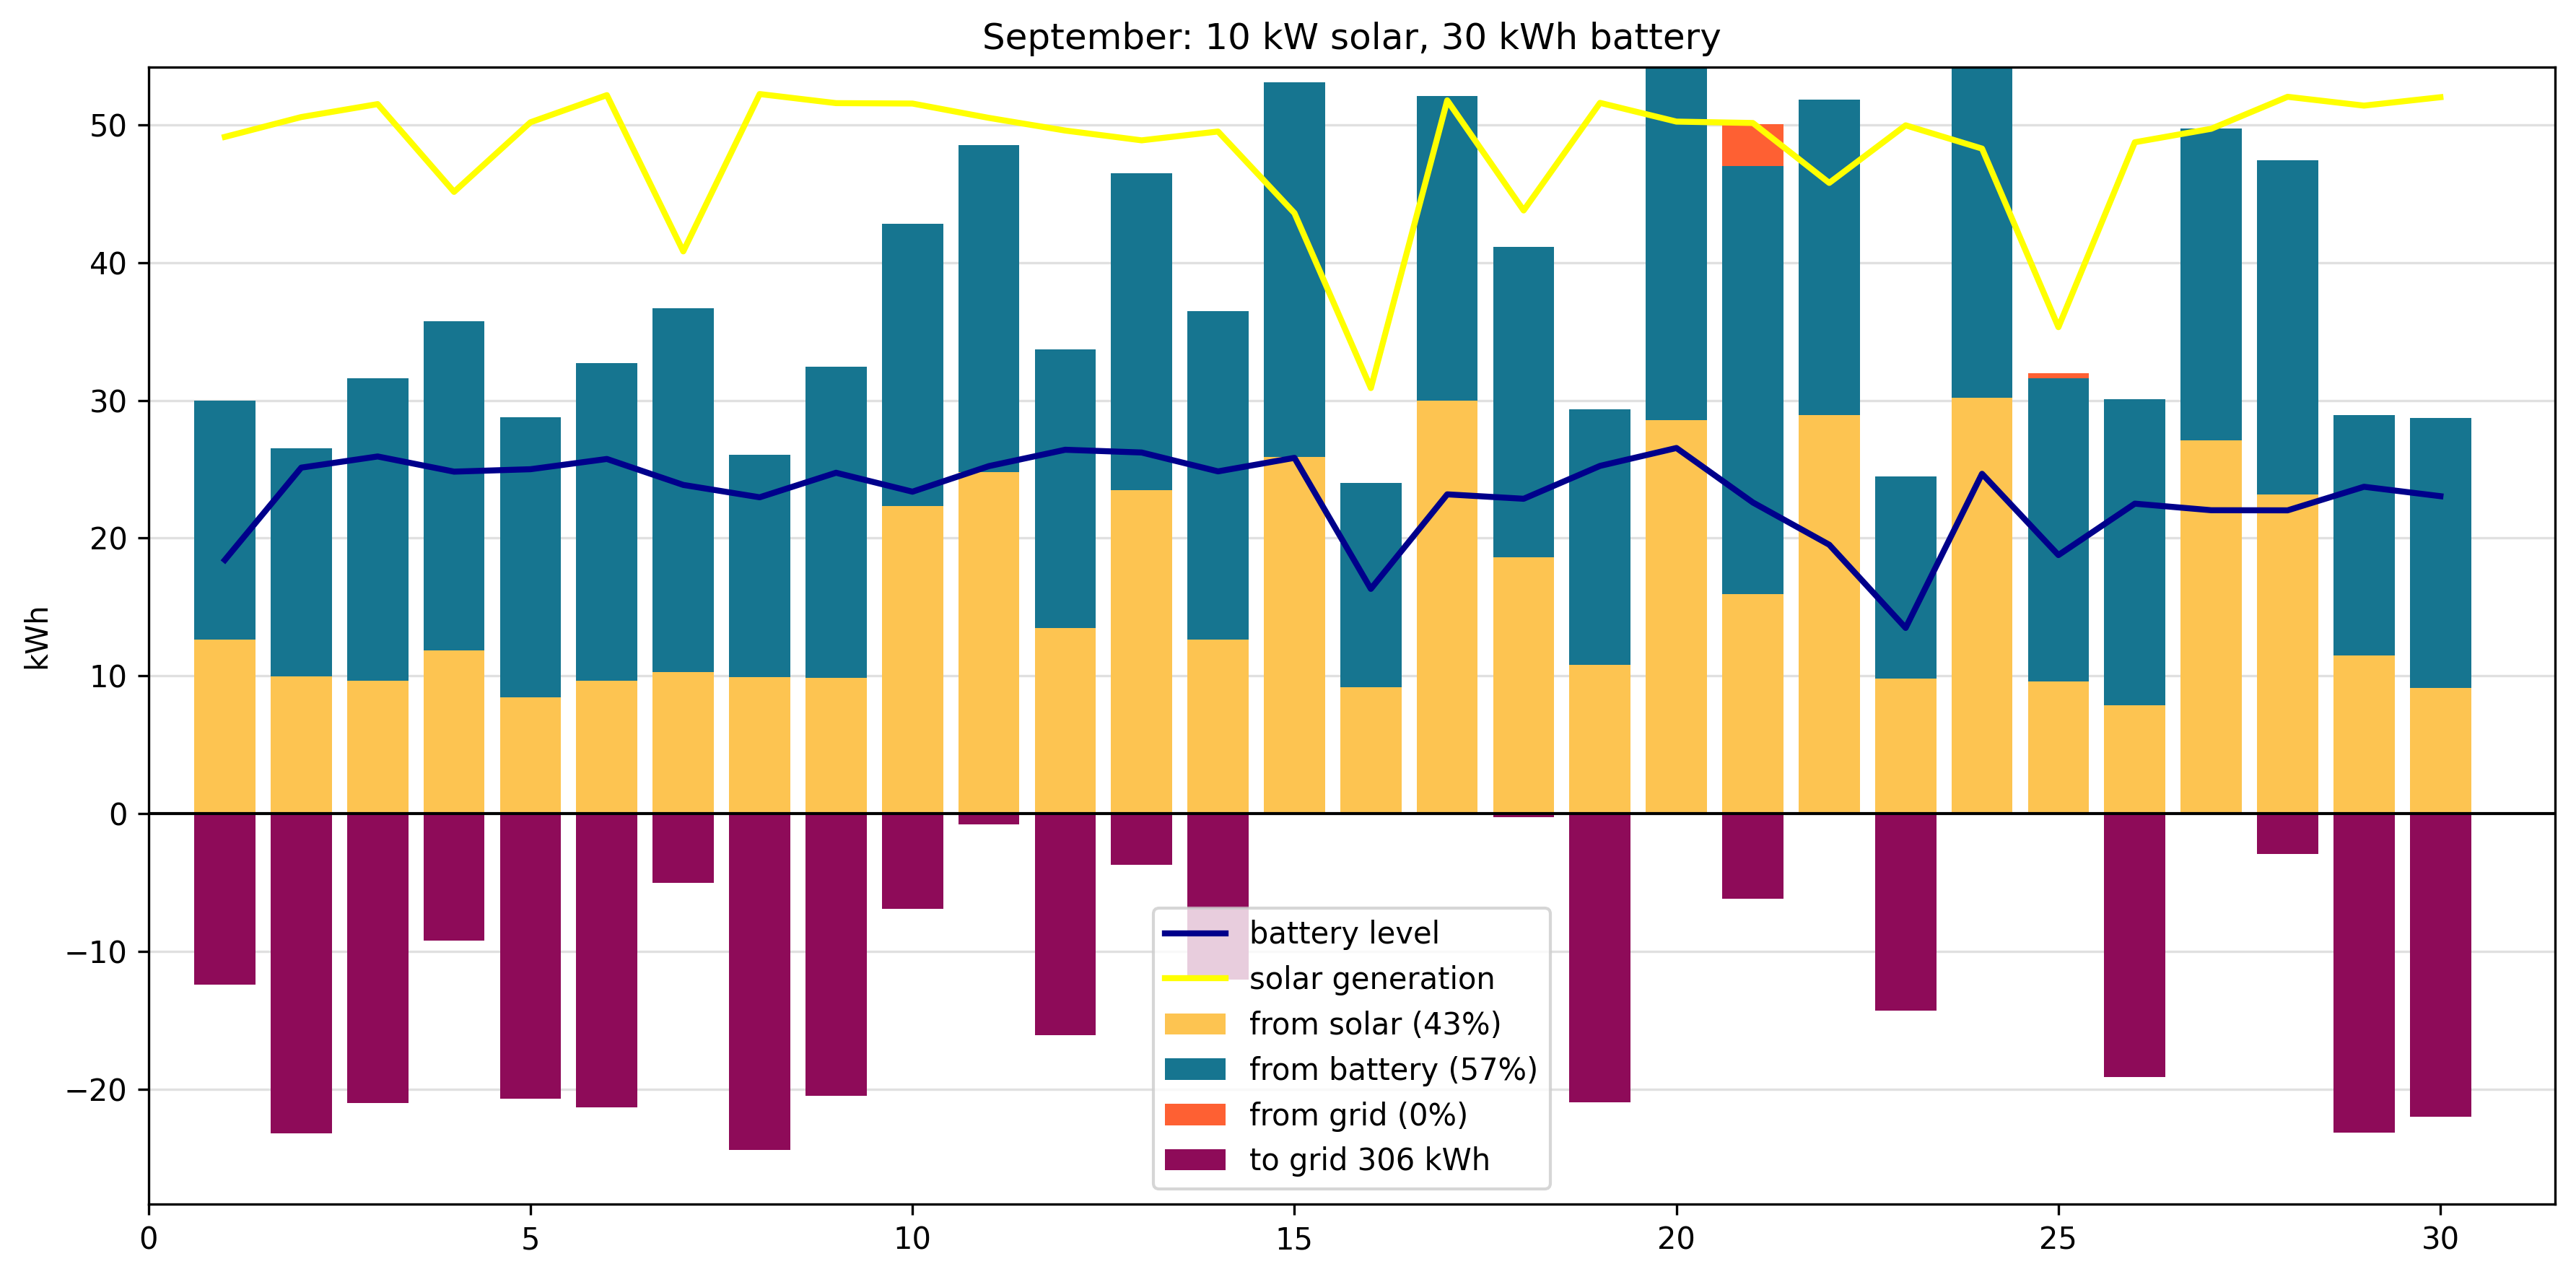 September: 10 kW solar, 30 kWh battery
kWh
50
40
30
20
10
0
−10
−20
0
5
10
15
20
25
30
battery level
solar generation
from solar (43%)
from battery (57%)
from grid (0%)
to grid 306 kWh